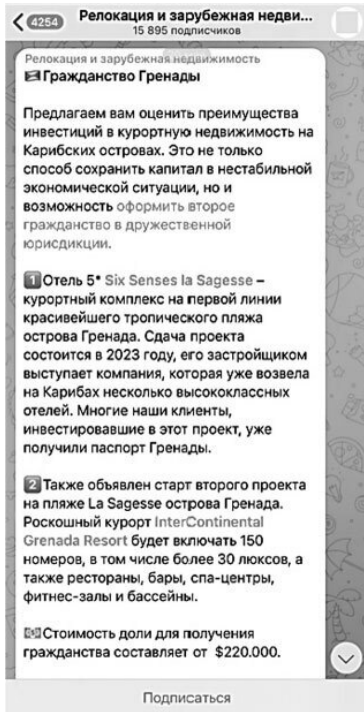 4254
Релокация и зарубежная недви...
15 895 подписчиков
Релокация и зарубежная недвижимость
Гражданство Гренады
Предлагаем вам оценить преимущества
инвестиций в курортную недвижимость на
Карибских островах. Это не только
способ сохранить капитал в нестабильной
экономической ситуации, но и
возможность оформить второе
гражданство в дружественной
юрисдикции.
1 Отель 5* Six Senses la Sagesse –
курортный комплекс на первой линии
красивейшего тропического пляжа
острова Гренада. Сдача проекта
состоится в 2023 году, его застройщиком
выступает компания, которая уже возвела
на Карибах несколько высококлассных
отелей. Многие наши клиенты,
инвестировавшие в этот проект, уже
получили паспорт Гренады.
2 Также объявлен старт второго проекта
на пляже La Sagesse острова Гренада.
Роскошный курорт InterContinental
Grenada Resort будет включать 150
номеров, в том числе более 30 люксов, а
также рестораны, бары, спа-центры,
фитнес-залы и бассейны.
Стоимость доли для получения
гражданства составляет от $220.000.
Подписаться